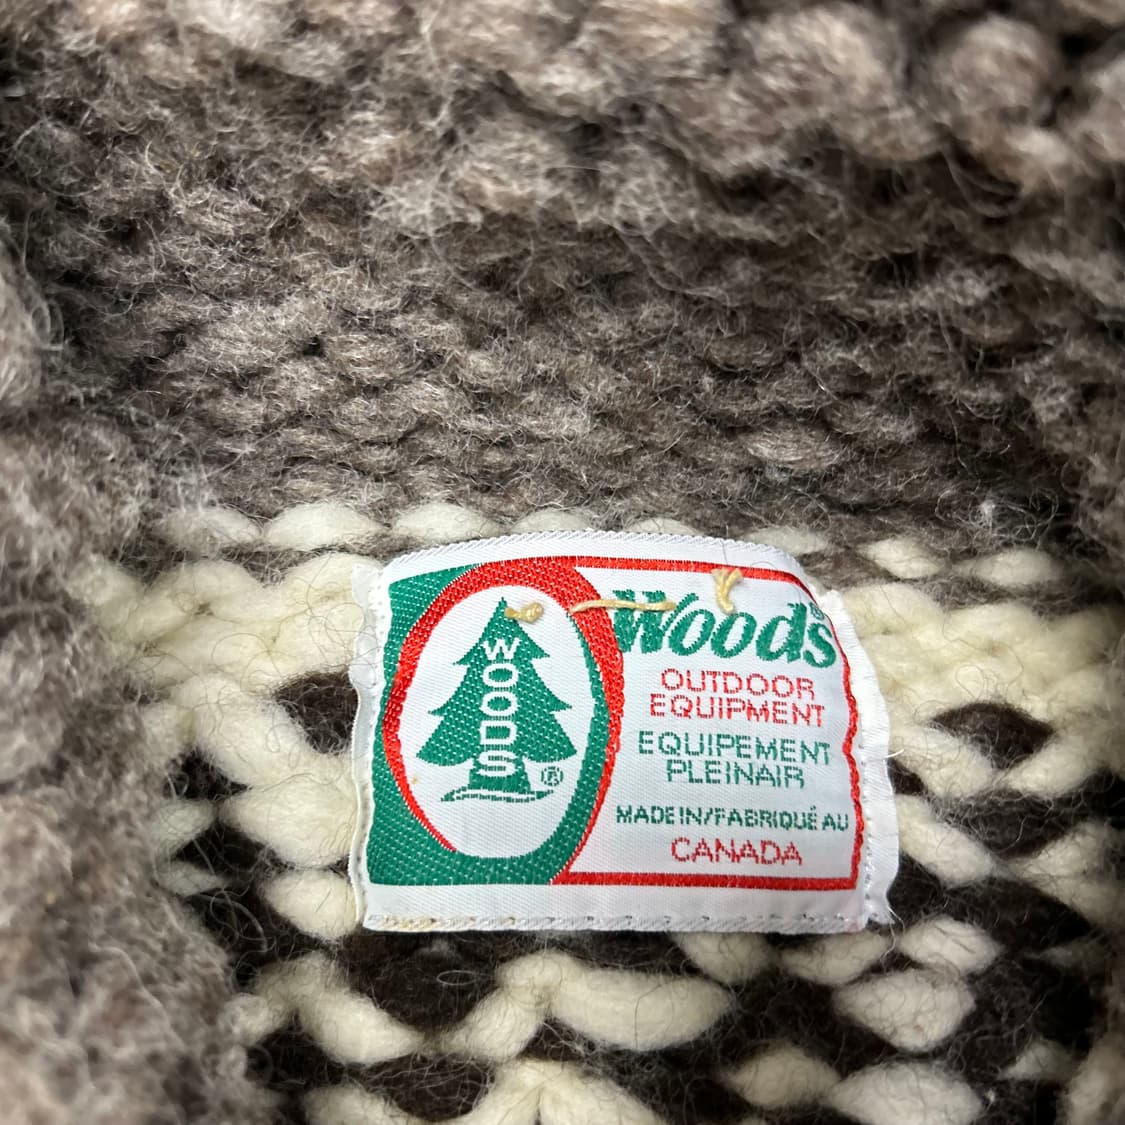 WOODS
®
Woods®
OUTDOOR
EQUIPMENT
EQUIPEMENT
PLEINAIR
MADE IN/FABRIQUÉ AU
CANADA